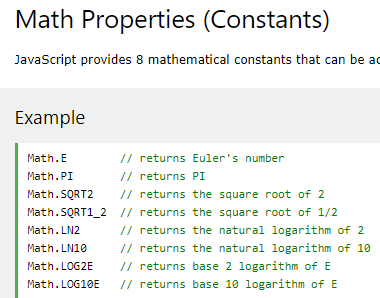 Math Properties (Constants)
JavaScript provides 8 mathematical constants that can be
Example
Math.E // returns Euler's number
Math.PI // returns PI
Math.SQRT2 // returns the square root of 2
Math.SQRT1_2 // returns the square root of 1/2
Math.LN2 // returns the natural logarithm of 2
Math.LN10 // returns the natural logarithm of 10
Math.LOG2E // returns base 2 logarithm of E
Math.LOG10E // returns base 10 logarithm of E